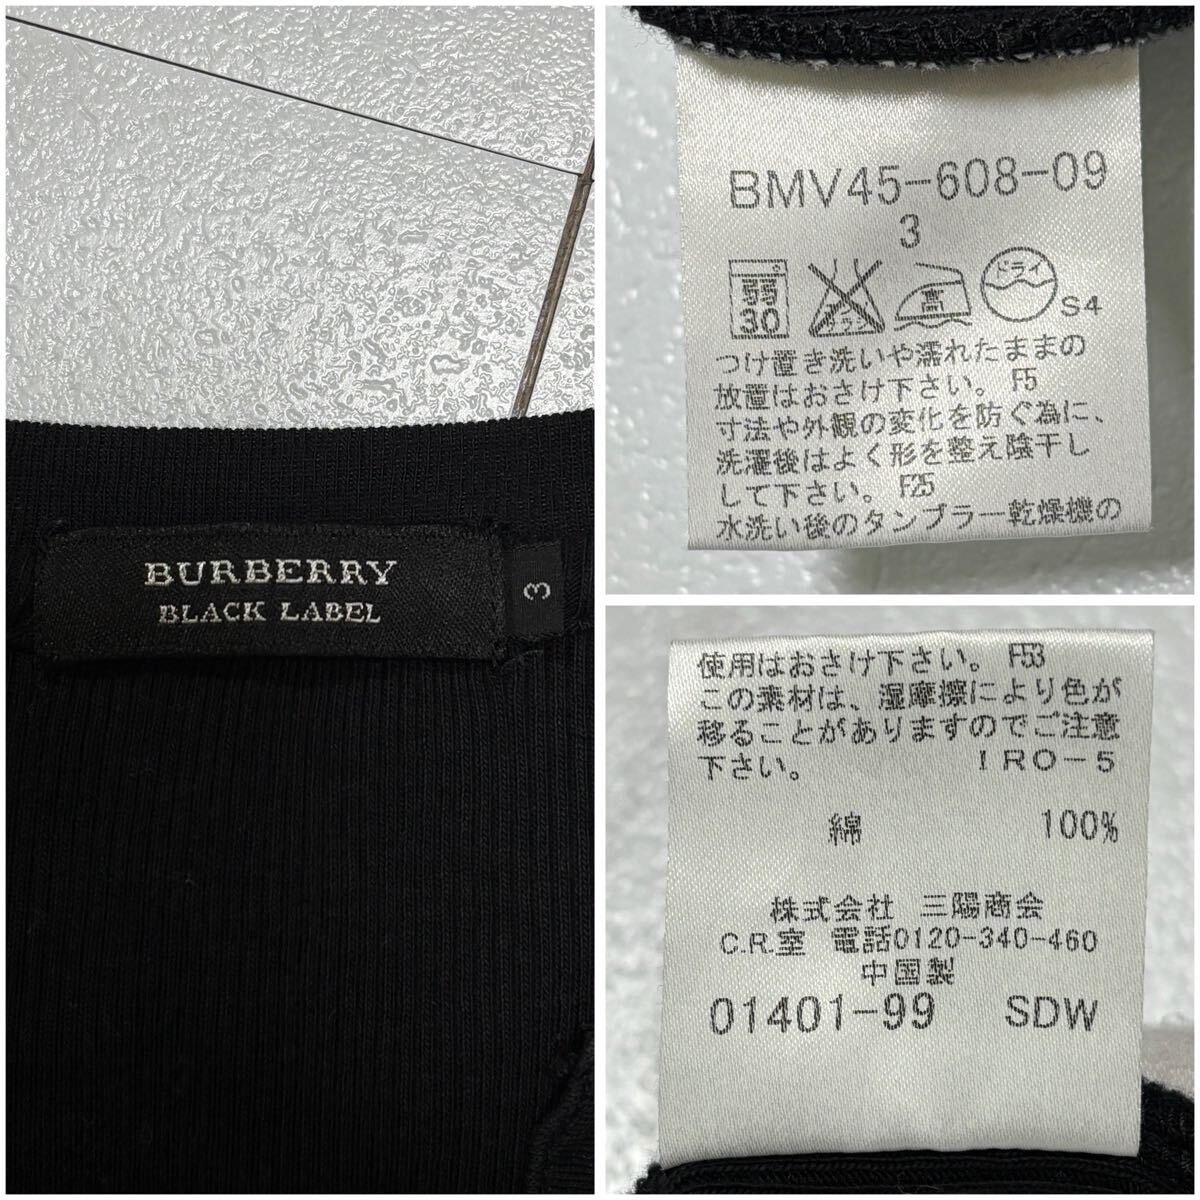 BURBERRY
BLACK LABEL
3
BMV45-608-09
3
弱
30
エンソ
サラシ
高
ドライ
S4
つけ置き洗いや濡れたままの
放置はおさけ下さい。 F5
寸法や外観の変化を防ぐ為に、
洗濯後はよく形を整え陰干し
して下さい。 F25
水洗い後のタンブラー乾燥機の
使用はおさけ下さい。 F53
この素材は、湿摩擦により色が
移ることがありますのでご注意
下さい。 IRO-5
綿 100%
株式会社 三陽商会
C.R.室 電話0120-340-460
中国製
01401-99 SDW